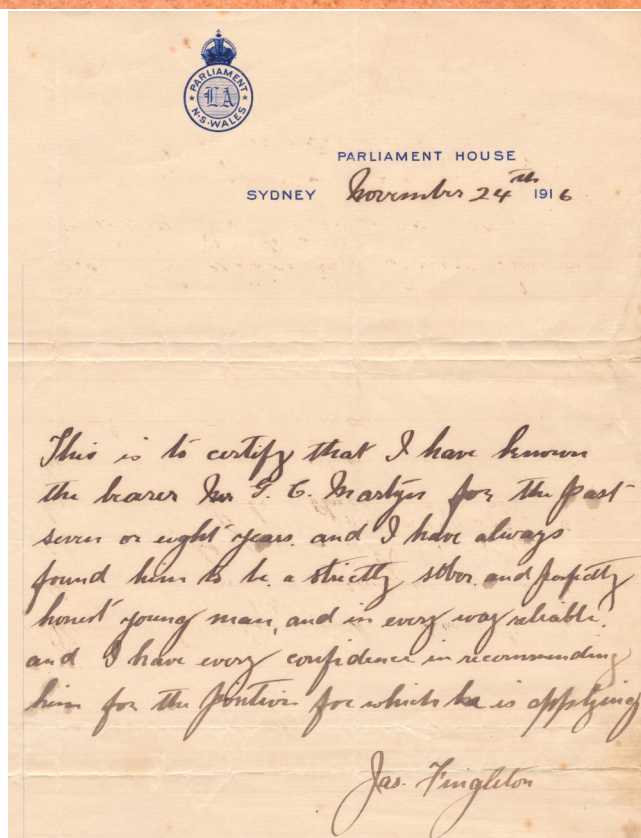 PARLIAMENT
LA
N·S·WALES
PARLIAMENT HOUSE
SYDNEY November 24th 1916
This is to certify that I have known
the bearer Mr G. C. Martyn for the past
seven or eight years. and I have always
found him to be a strictly sober and perfectly
honest young man, and in every way reliable.
and I have every confidence in recommending
him for the position for which he is applying
Jas. Fingleton